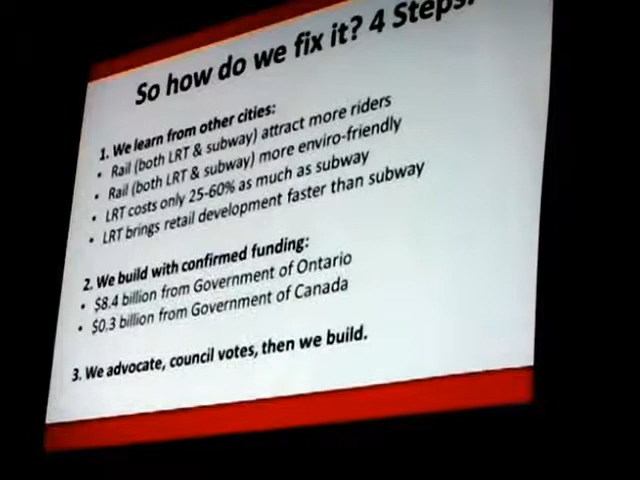 So how do we fix it? 4 Steps.
1. We learn from other cities:
• Rail (both LRT & subway) attract more riders
• Rail (both LRT & subway) more enviro-friendly
• LRT costs only 25-60% as much as subway
• LRT brings retail development faster than subway
2. We build with confirmed funding:
• $8.4 billion from Government of Ontario
• $0.3 billion from Government of Canada
3. We advocate, council votes, then we build.